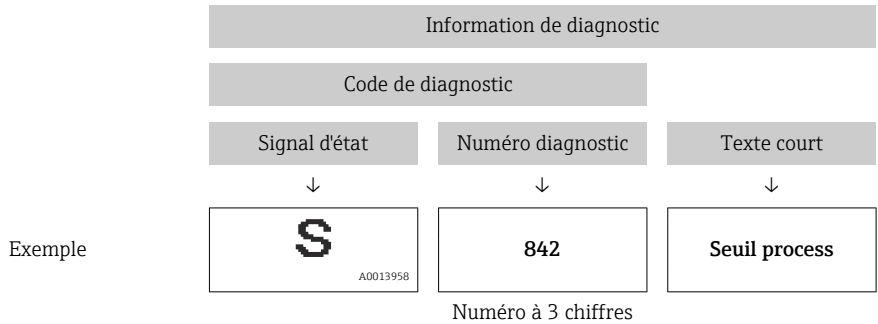 Information de diagnostic
Code de diagnostic
Signal d'état Numéro diagnostic Texte court
↓ ↓ ↓
Exemple S 842 Seuil process
A0013958
Numéro à 3 chiffres